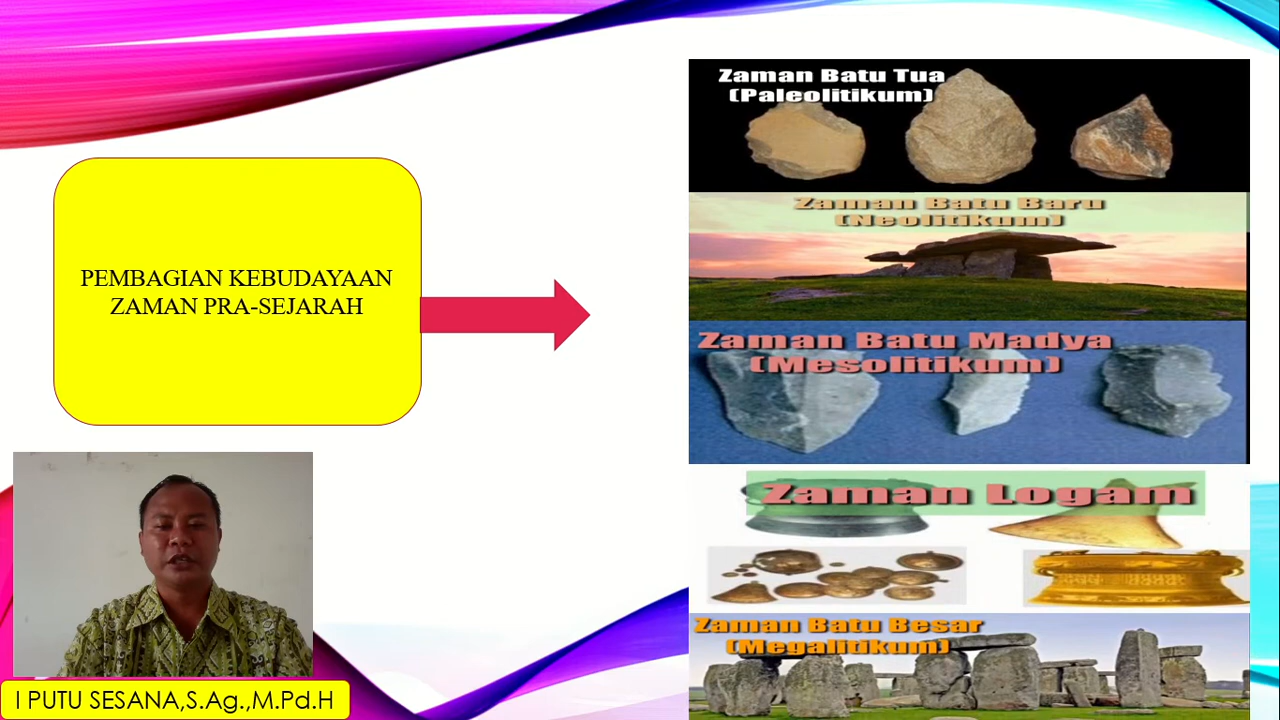 PEMBAGIAN KEBUDAYAAN
ZAMAN PRA-SEJARAH
Zaman Batu Tua
(Paleolitikum)
Zaman Batu Baru
(Neolitikum)
Zaman Batu Madya
(Mesolitikum)
Zaman Logam
Zaman Batu Besar
(Megalitikum)
I PUTU SESANA,S.Ag.,M.Pd.H